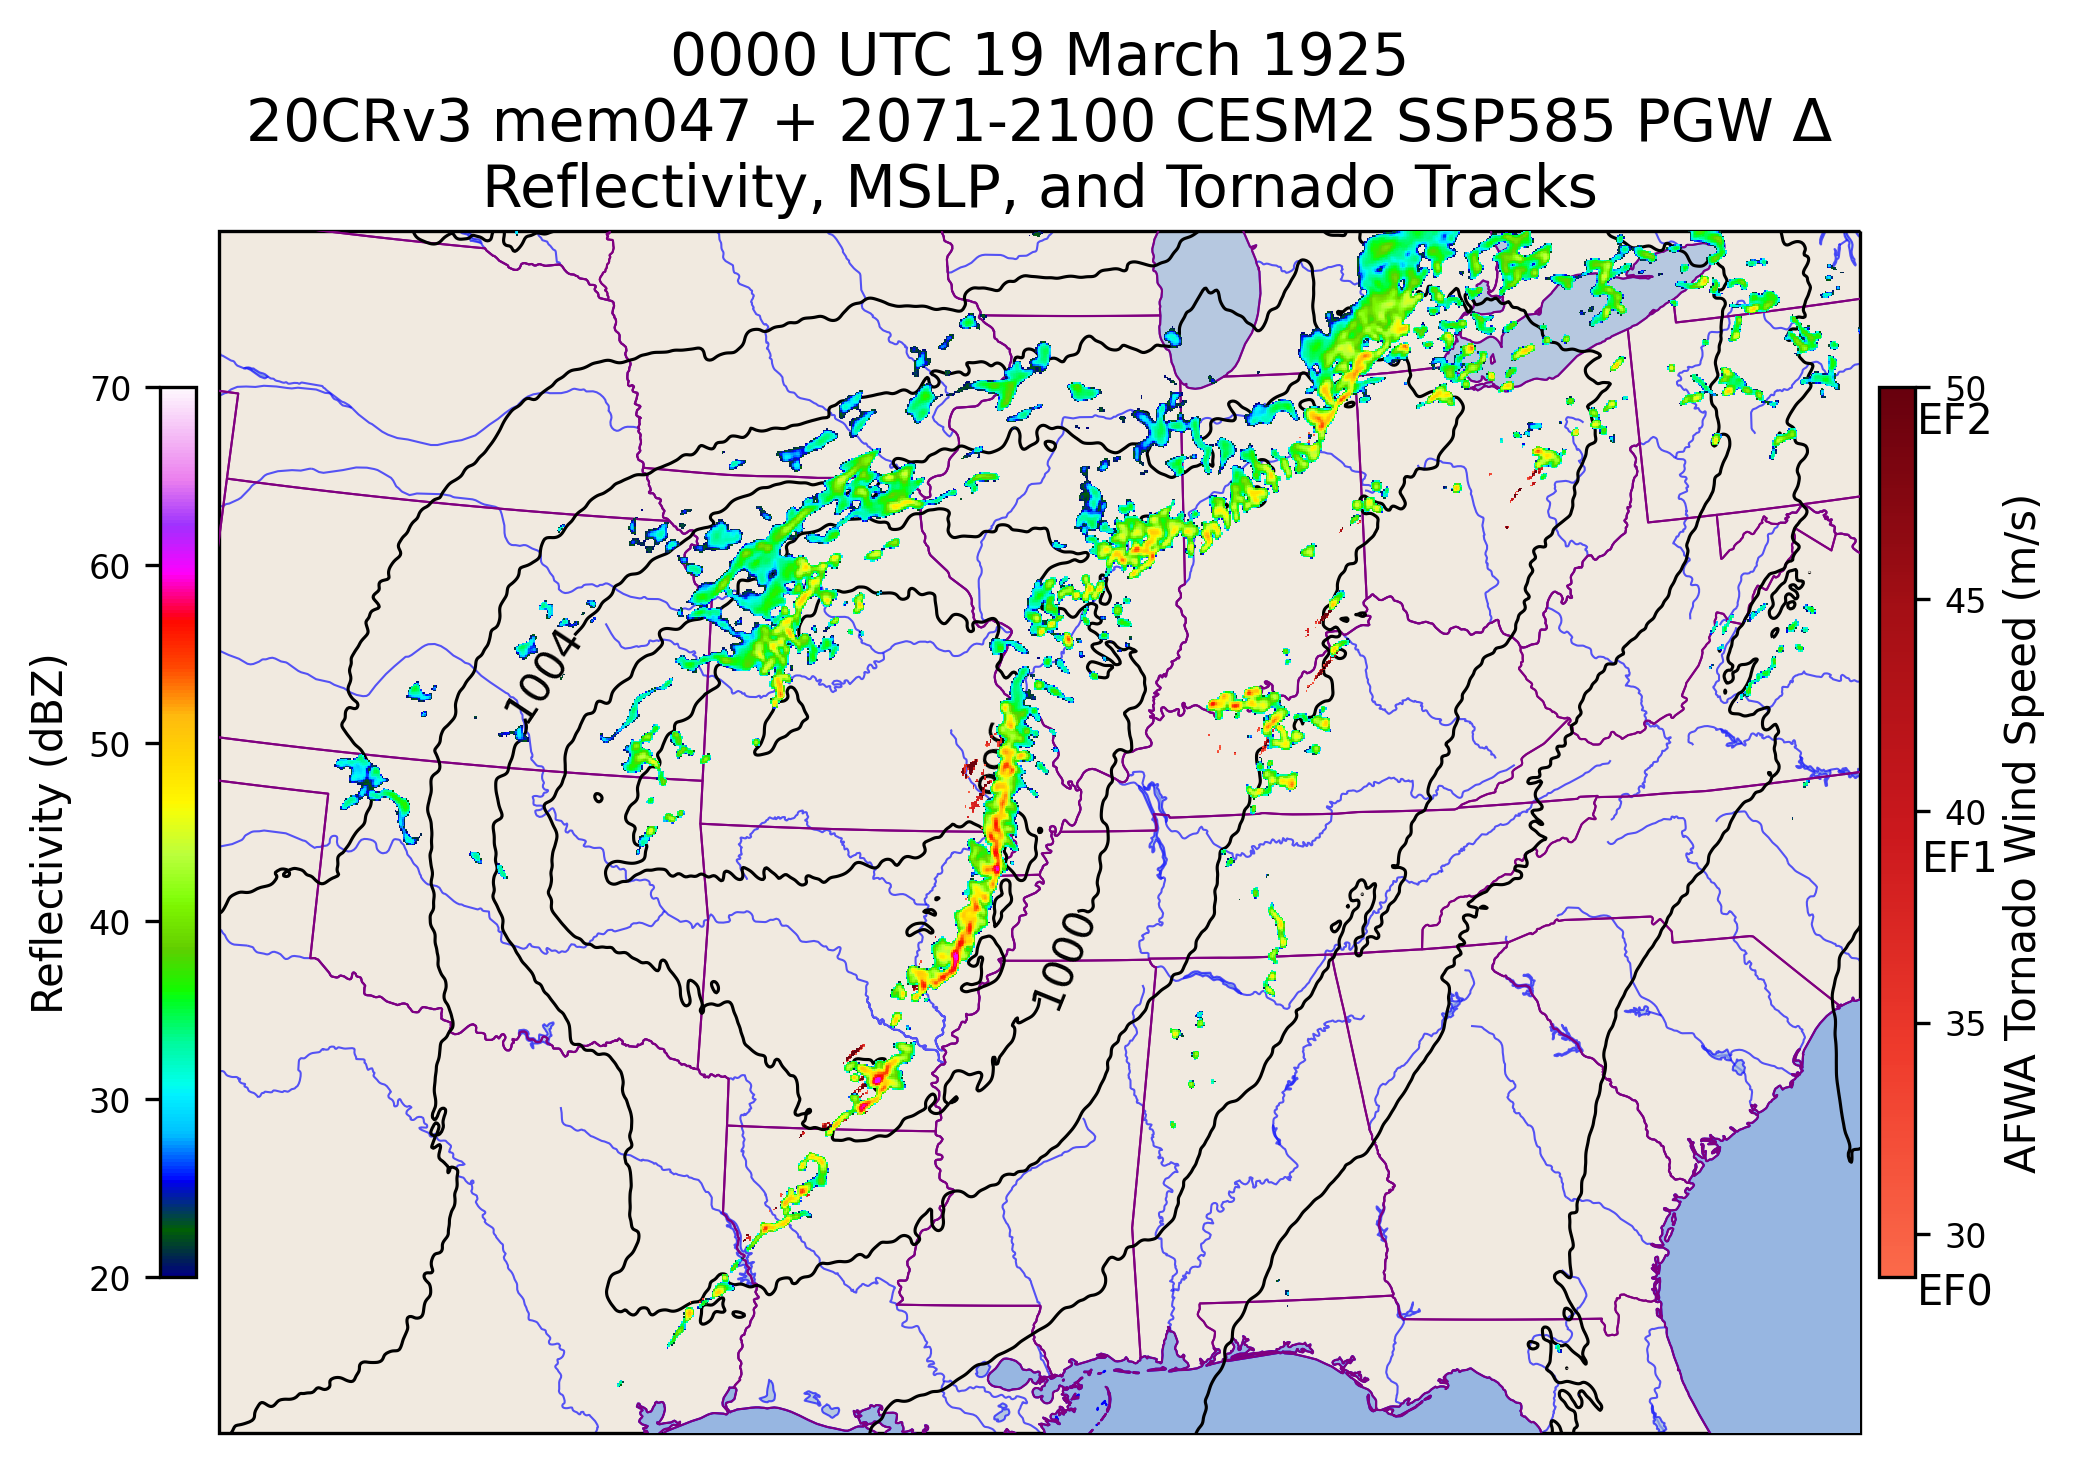 0000 UTC 19 March 1925
20CRv3 mem047 + 2071-2100 CESM2 SSP585 PGW Δ
Reflectivity, MSLP, and Tornado Tracks
70
60
50
40
30
20
Reflectivity (dBZ)
1004
1000
50
EF2
45
40
EF1
35
30
EF0
AFWA Tornado Wind Speed (m/s)